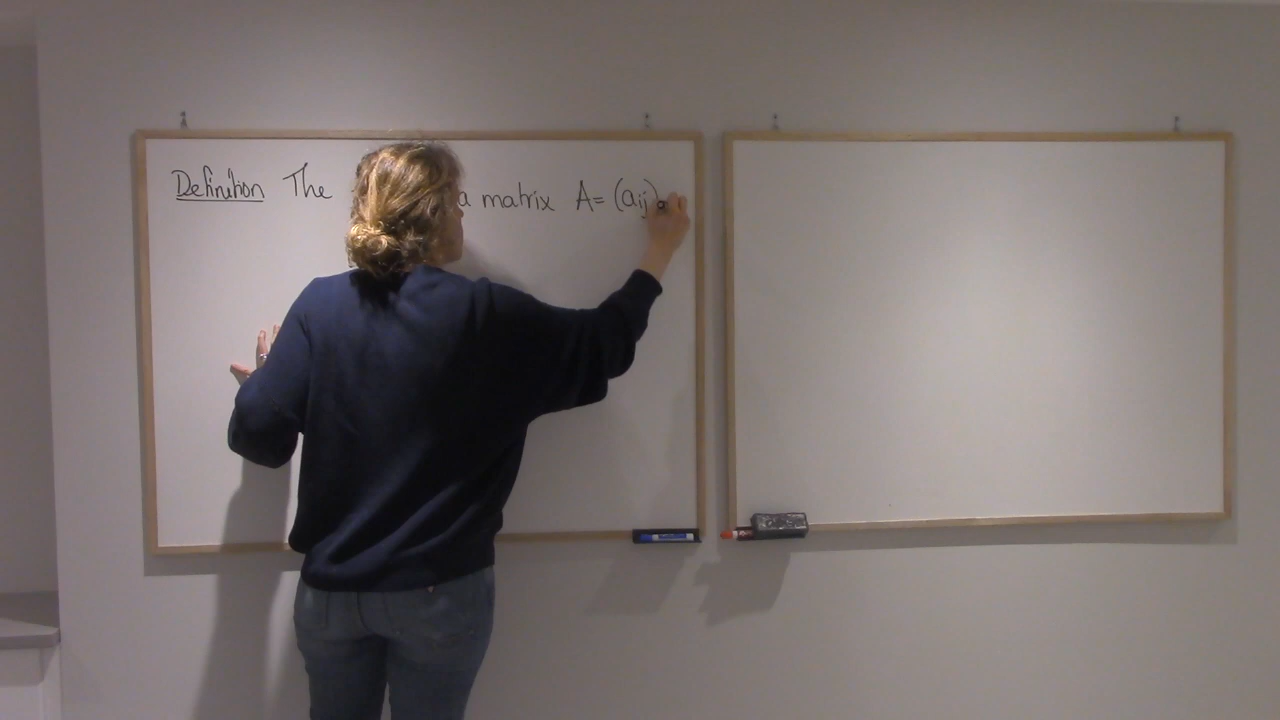 Definition The a matrix A= (aij)